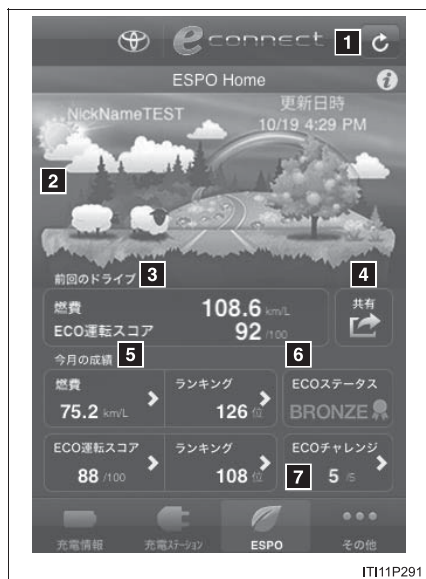 e connect 1
ESPO Home
NickNameTEST
更新日時
10/19 4:29 PM
2
前回のドライブ 3
4
燃費 108.6 km/L
ECO運転スコア 92 /100
共有
今月の成績 5
6
燃費
75.2 km/L
ランキング
126 位
ECOステータス
BRONZE
ECO運転スコア
88 /100
ランキング
108 位
ECOチャレンジ
7 5 /5
充電情報
充電ステーション
ESPO
その他
ITI11P291